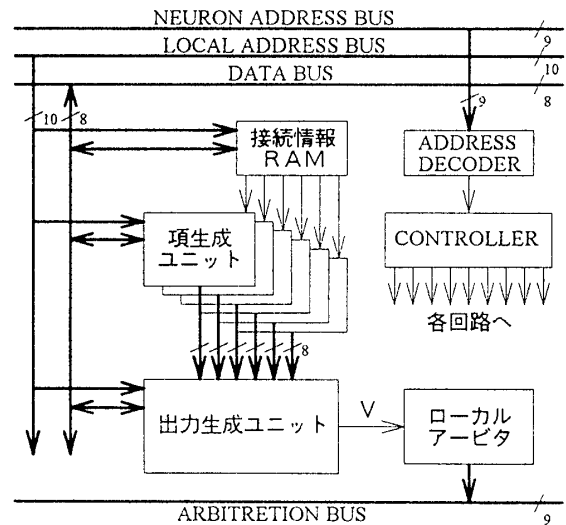 NEURON ADDRESS BUS
9
LOCAL ADDRESS BUS
10
DATA BUS
8
10
8
9
接続情報
RAM
ADDRESS
DECODER
項生成
ユニット
CONTROLLER
各回路へ
8
出力生成ユニット
V
ローカル
アービタ
ARBITRETION BUS
9